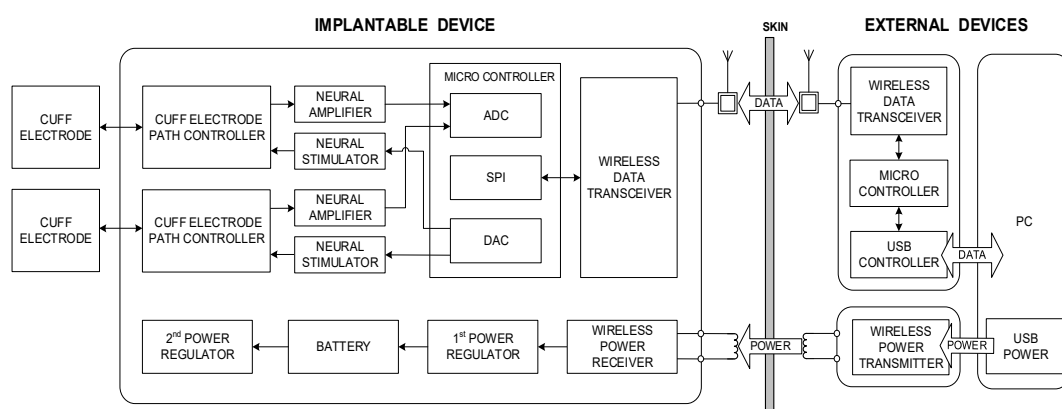 IMPLANTABLE DEVICE
SKIN
EXTERNAL DEVICES
CUFF
ELECTRODE
CUFF ELECTRODE
PATH CONTROLLER
NEURAL
AMPLIFIER
NEURAL
STIMULATOR
MICRO CONTROLLER
ADC
SPI
DAC
WIRELESS
DATA
TRANSCEIVER
DATA
WIRELESS
DATA
TRANSCEIVER
MICRO
CONTROLLER
USB
CONTROLLER
DATA
PC
CUFF
ELECTRODE
CUFF ELECTRODE
PATH CONTROLLER
NEURAL
AMPLIFIER
NEURAL
STIMULATOR
2nd POWER
REGULATOR
BATTERY
1st POWER
REGULATOR
WIRELESS
POWER
RECEIVER
POWER
WIRELESS
POWER
TRANSMITTER
POWER
USB
POWER